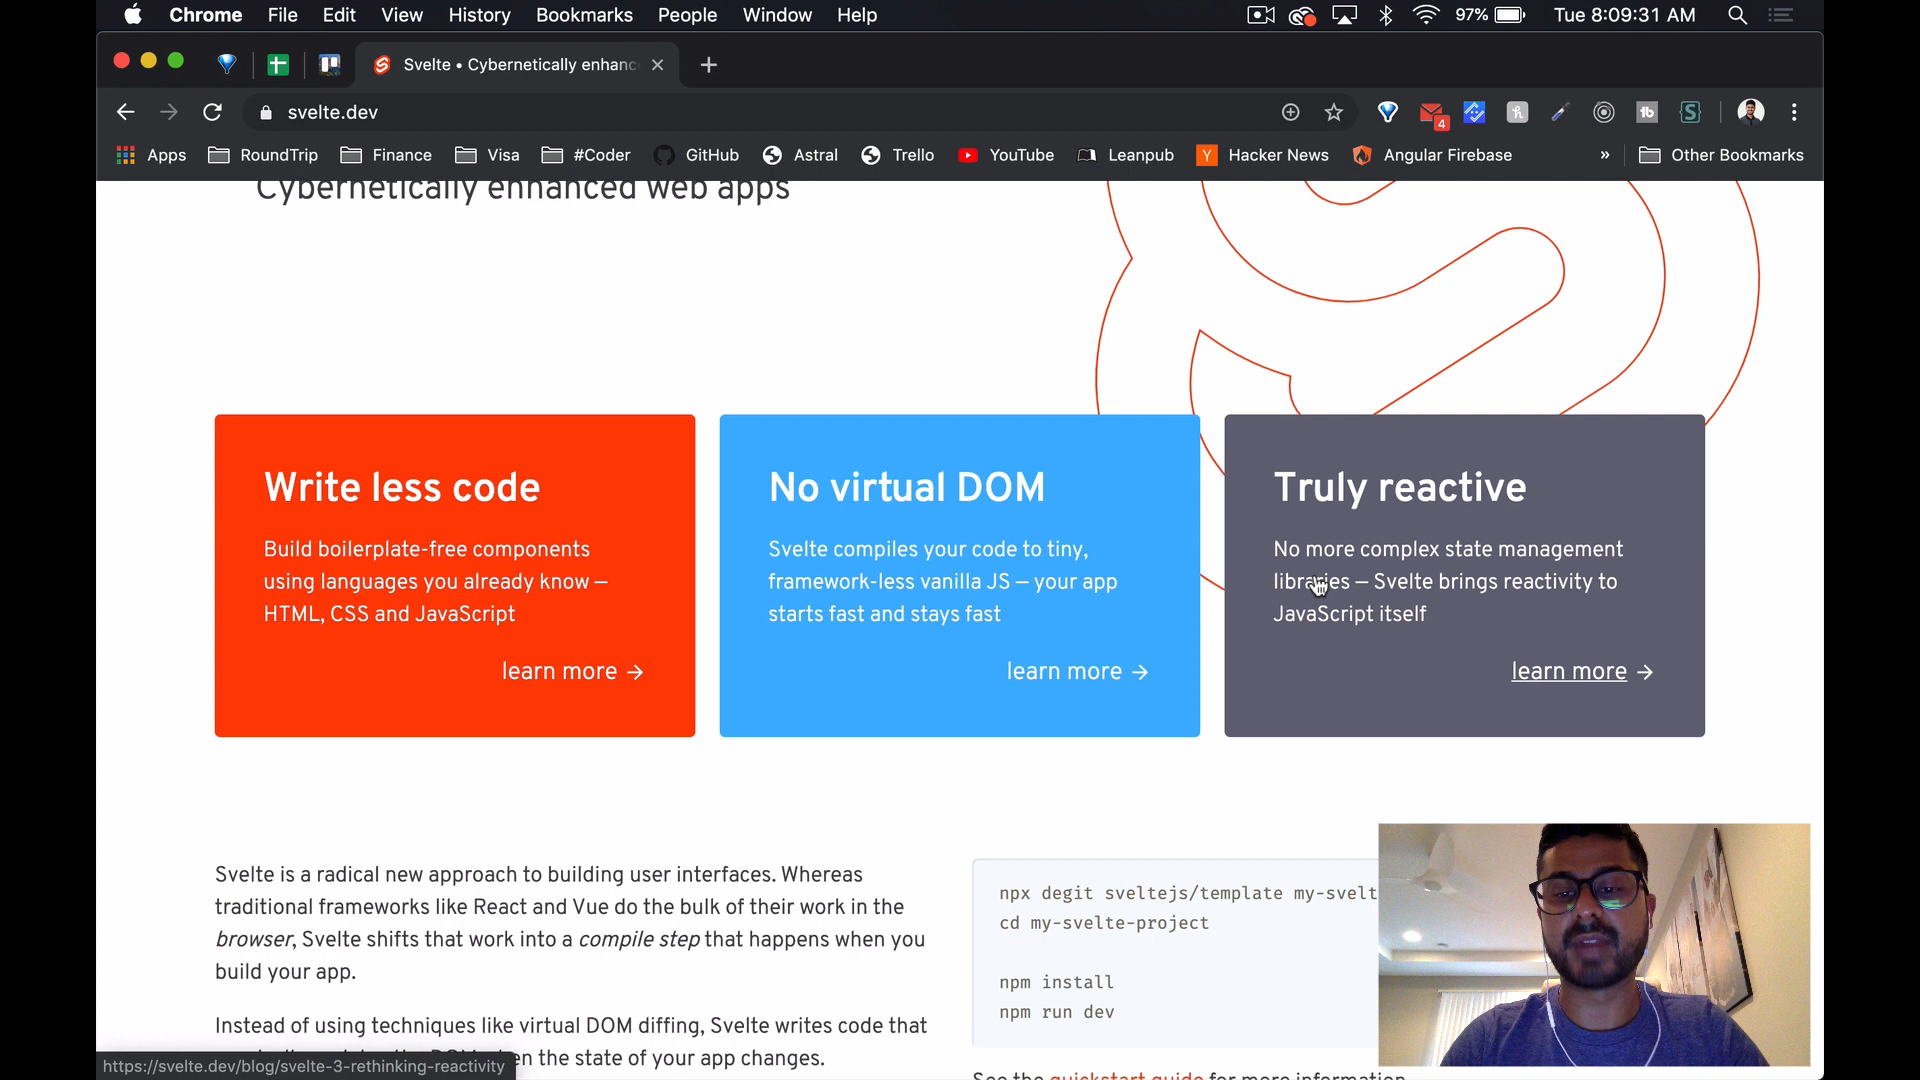 Chrome File Edit View History Bookmarks People Window Help 97% Tue 8:09:31 AM
Svelte • Cybernetically enhanc
svelte.dev 4
Apps RoundTrip Finance Visa #Coder GitHub Astral Trello YouTube Leanpub Hacker News Angular Firebase » Other Bookmarks
Cybernetically enhanced web apps
Write less code
Build boilerplate-free components
using languages you already know –
HTML, CSS and JavaScript
learn more →
No virtual DOM
Svelte compiles your code to tiny,
framework-less vanilla JS – your app
starts fast and stays fast
learn more →
Truly reactive
No more complex state management
libraries – Svelte brings reactivity to
JavaScript itself
learn more →
Svelte is a radical new approach to building user interfaces. Whereas
traditional frameworks like React and Vue do the bulk of their work in the
browser, Svelte shifts that work into a compile step that happens when you
build your app.
Instead of using techniques like virtual DOM diffing, Svelte writes code that
the state of your app changes.
npx degit sveltejs/template my-svelt
cd my-svelte-project
npm install
npm run dev
See the quickstart guide for more information
https://svelte.dev/blog/svelte-3-rethinking-reactivity